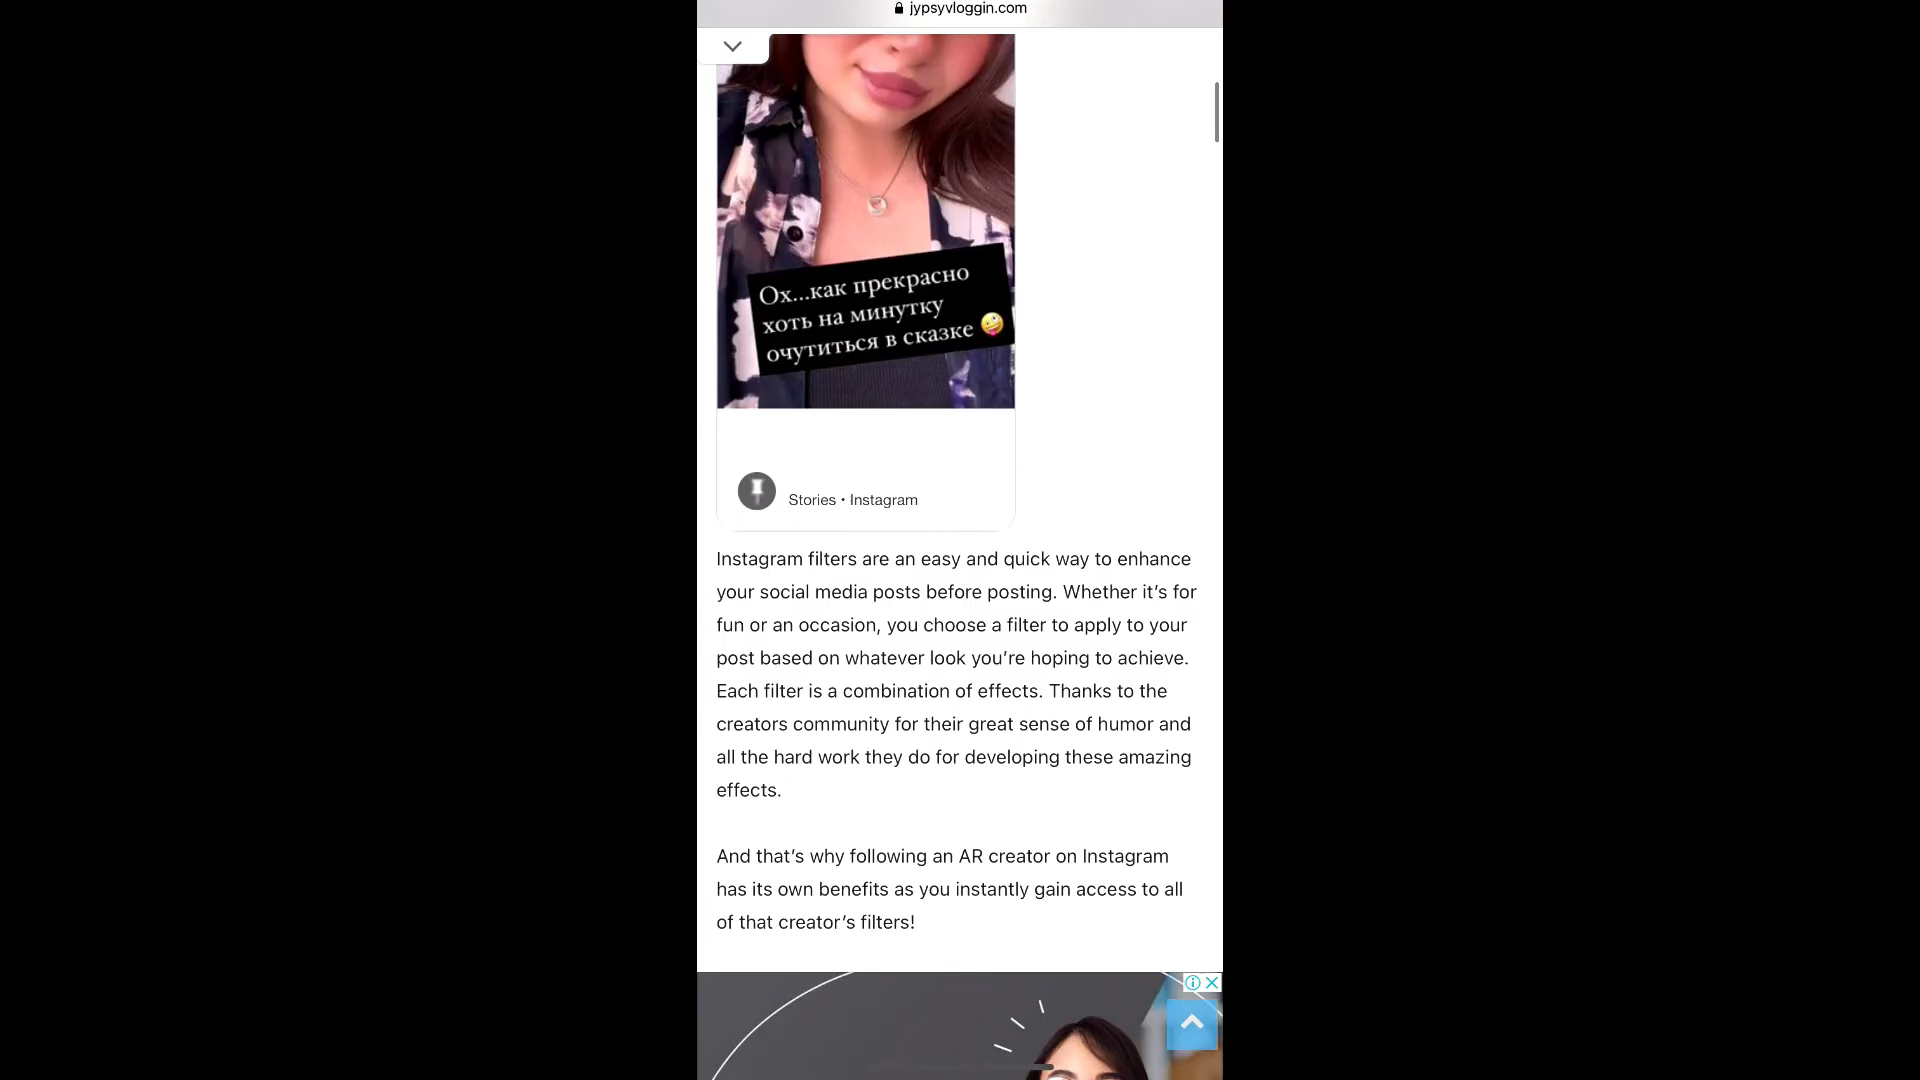 jypsyvloggin.com
Ох...как прекрасно
хоть на минутку
очутиться в сказке 🤪
Stories • Instagram
Instagram filters are an easy and quick way to enhance
your social media posts before posting. Whether it’s for
fun or an occasion, you choose a filter to apply to your
post based on whatever look you’re hoping to achieve.
Each filter is a combination of effects. Thanks to the
creators community for their great sense of humor and
all the hard work they do for developing these amazing
effects.
And that’s why following an AR creator on Instagram
has its own benefits as you instantly gain access to all
of that creator’s filters!